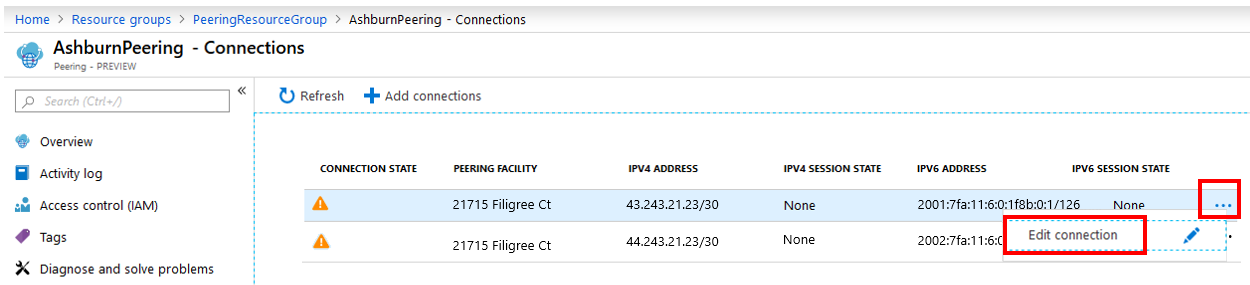 Home > Resource groups > PeeringResourceGroup > AshburnPeering - Connections
AshburnPeering - Connections
Peering - PREVIEW
Search (Ctrl+/)
«
Refresh Add connections
Overview
Activity log
Access control (IAM)
Tags
Diagnose and solve problems
CONNECTION STATE PEERING FACILITY IPV4 ADDRESS IPV4 SESSION STATE IPV6 ADDRESS IPV6 SESSION STATE
21715 Filigree Ct 43.243.21.23/30 None 2001:7fa:11:6:0:1f8b:0:1/126 None ...
21715 Filigree Ct 44.243.21.23/30 None 2002:7fa:11:6:0
Edit connection